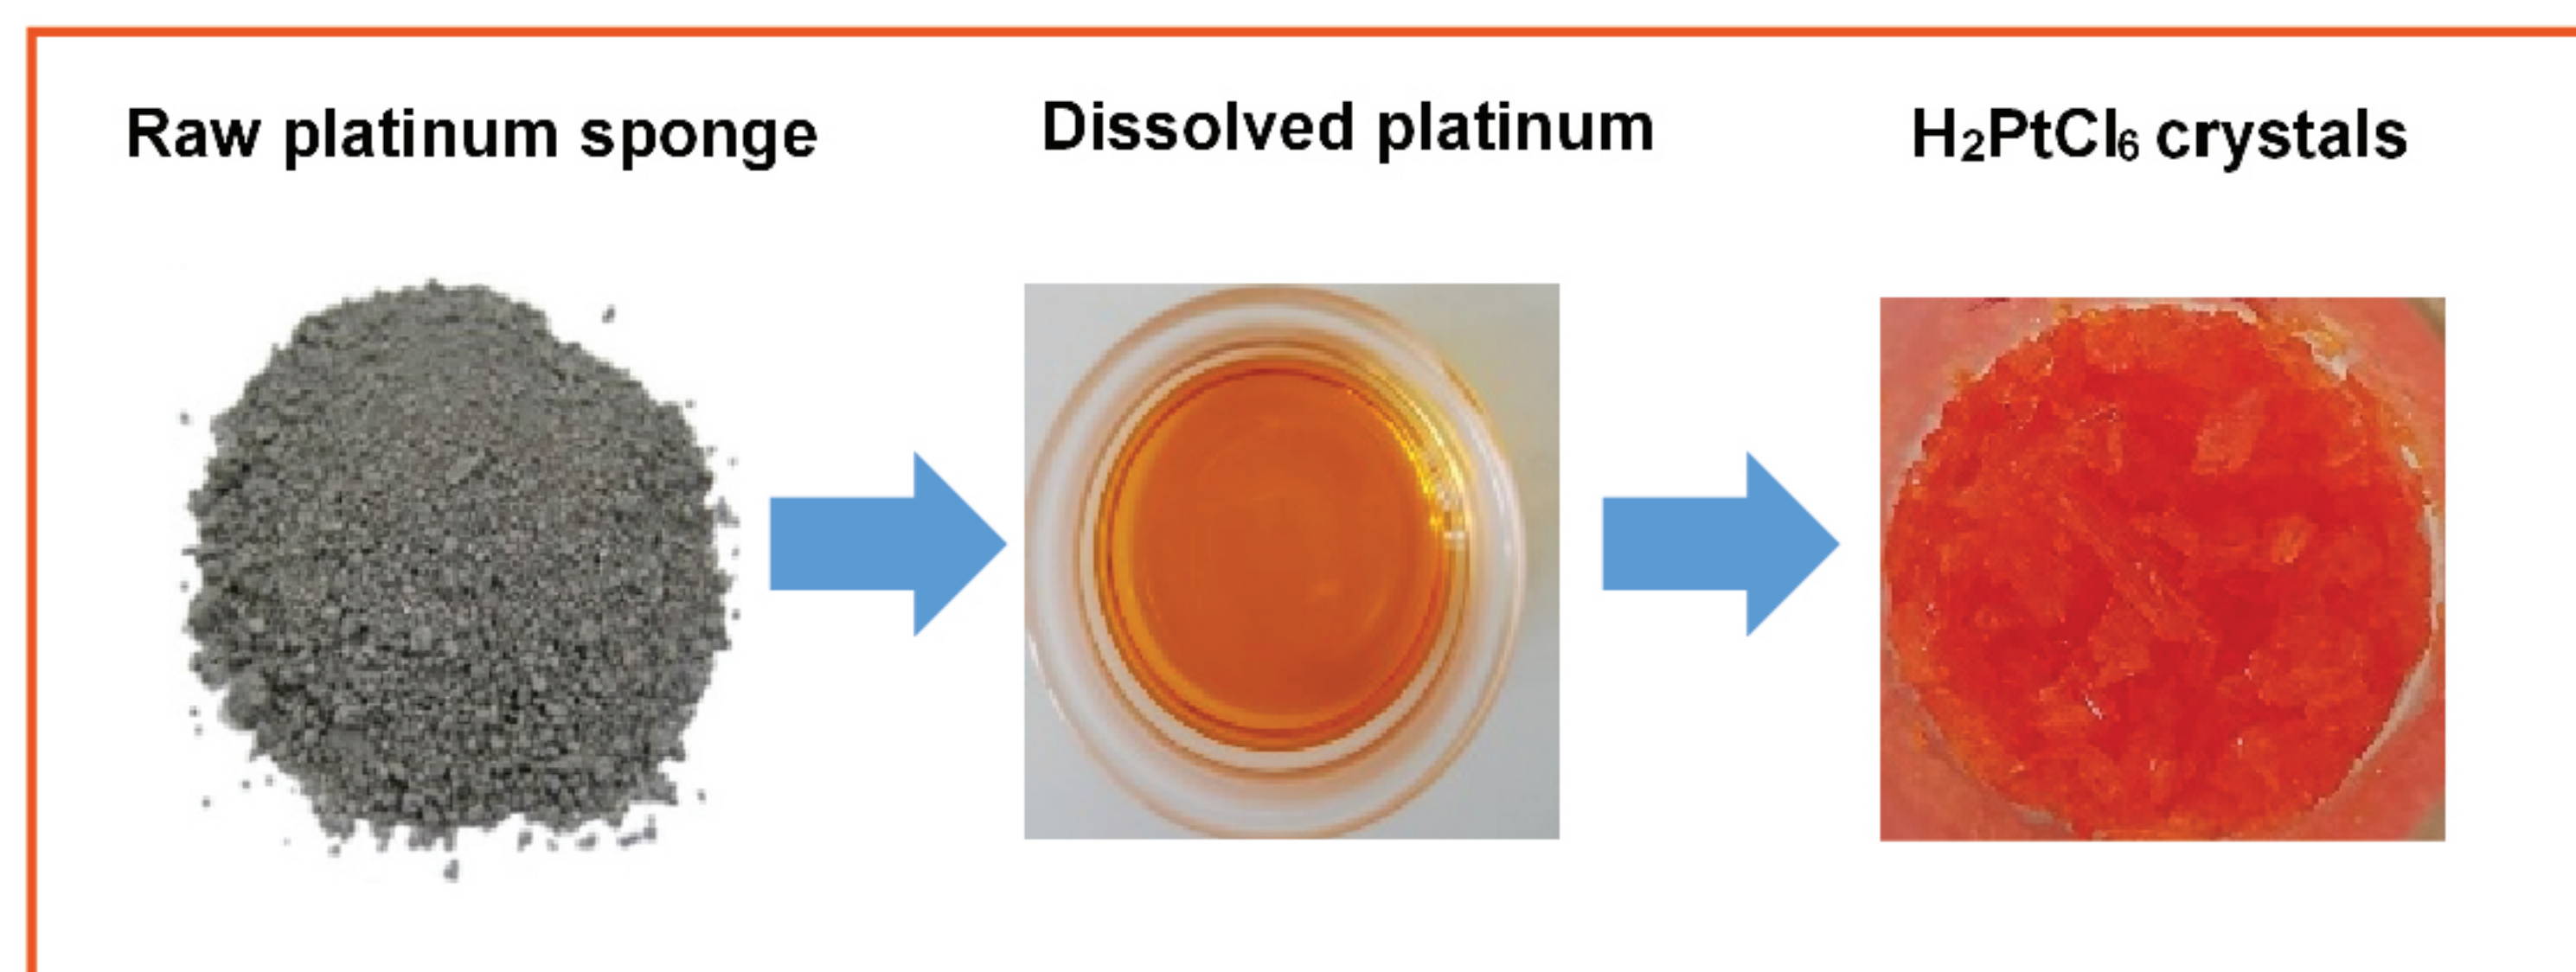 Raw platinum sponge
Dissolved platinum
H₂PtCl₆ crystals